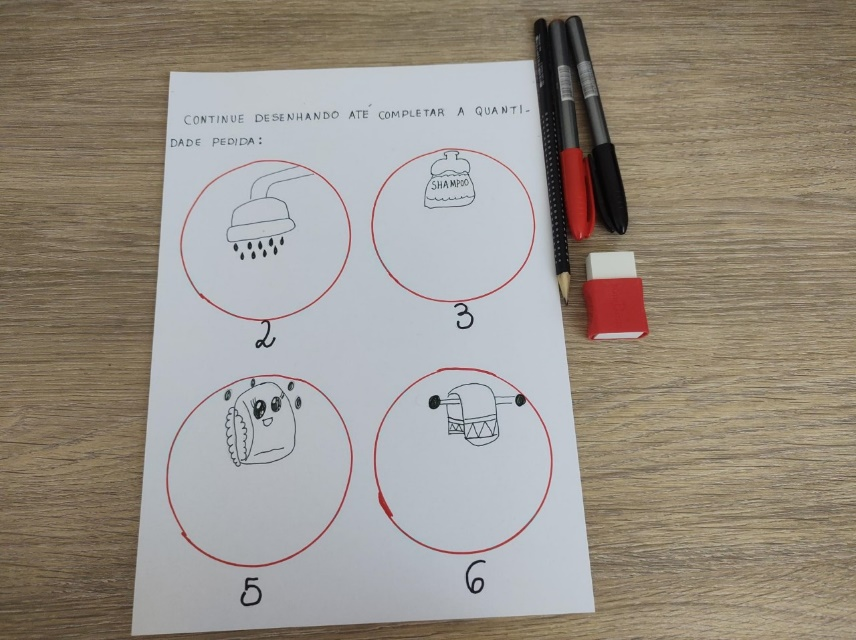 CONTINUE DESENHANDO ATÉ COMPLETAR A QUANTI-
DADE PEDIDA:
SHAMPOO
2
3
5
6